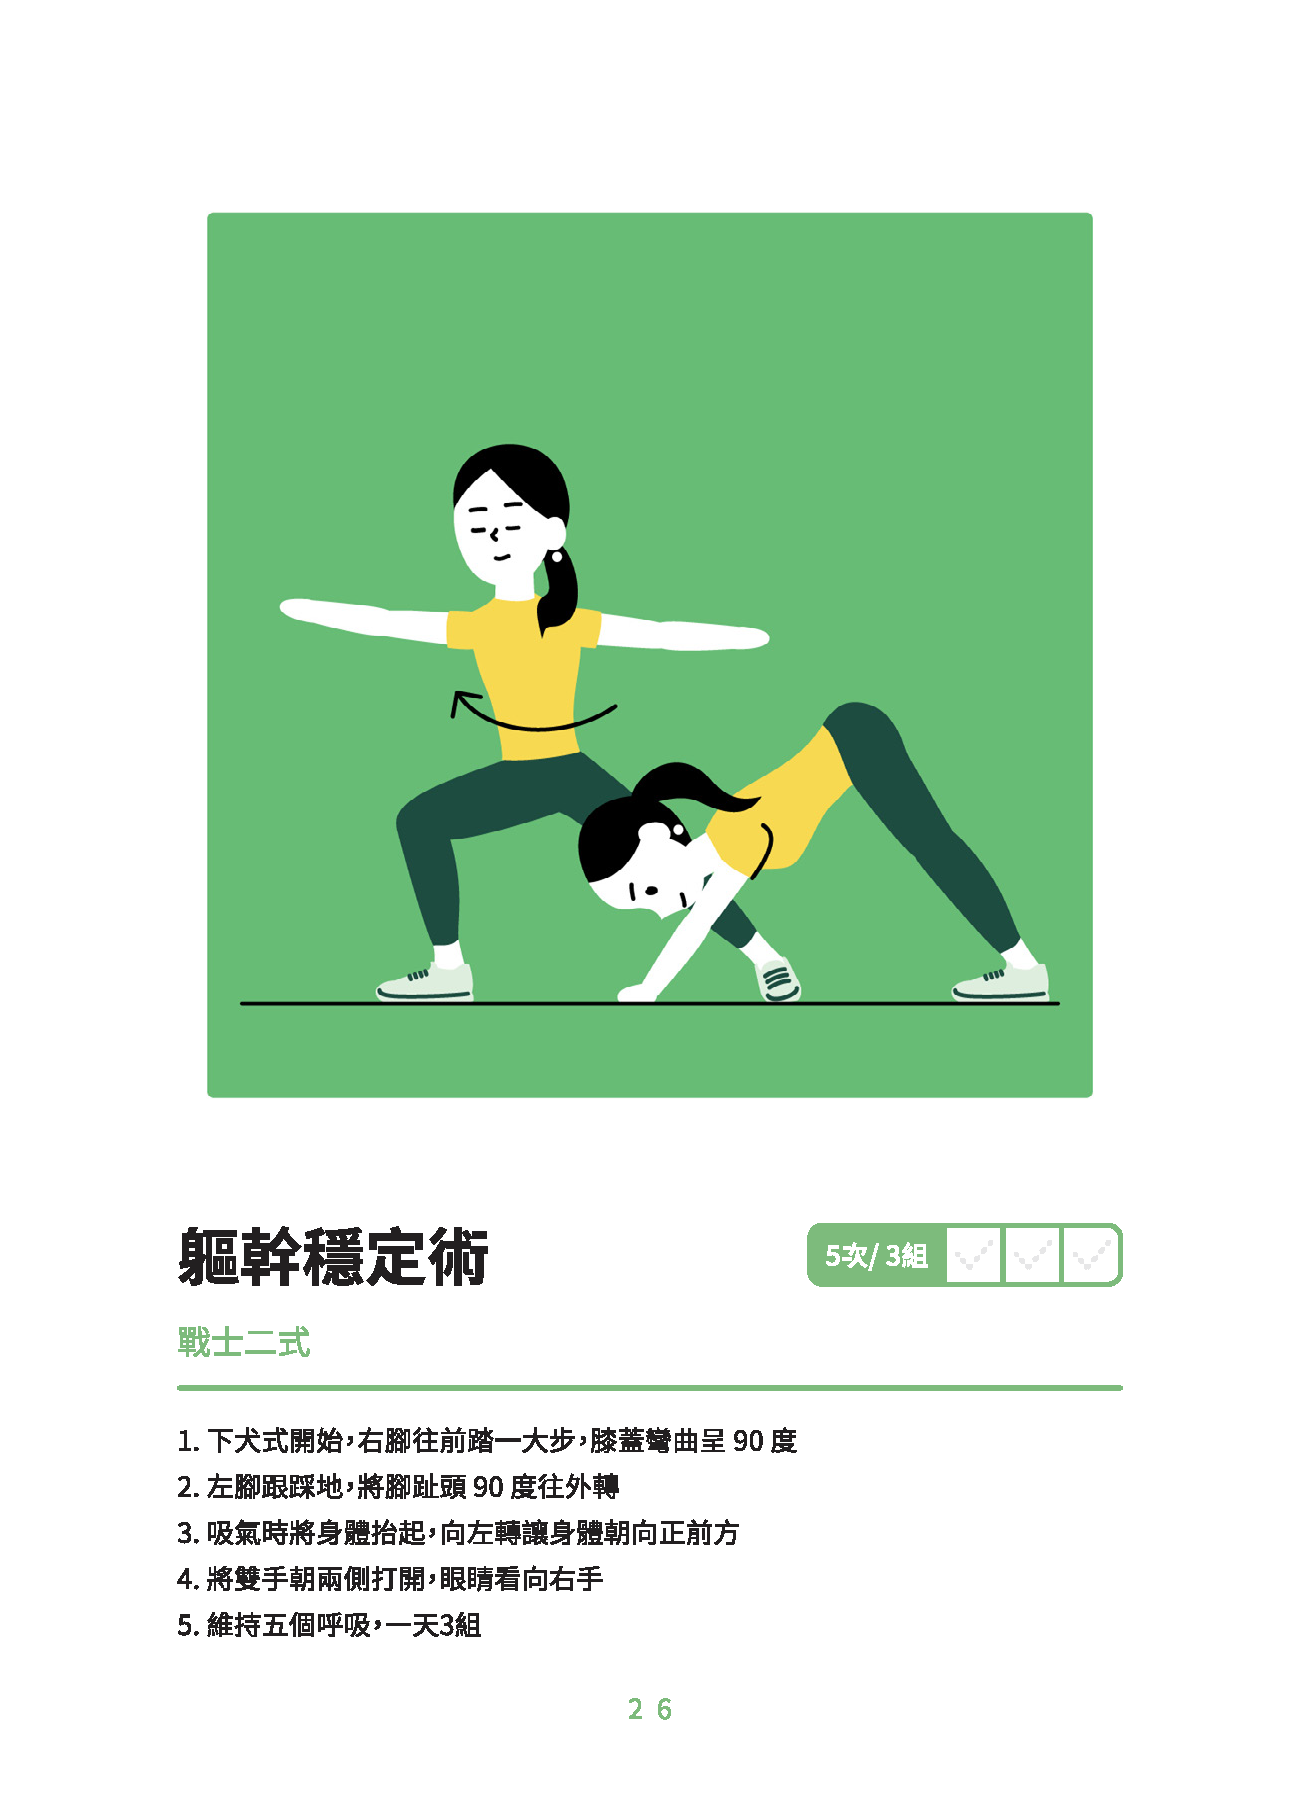 軀幹穩定術
5次/ 3組
戰士二式
1. 下犬式開始，右腳往前踏一大步，膝蓋彎曲呈 90 度
2. 左腳跟踩地，將腳趾頭 90 度往外轉
3. 吸氣時將身體抬起，向左轉讓身體朝向正前方
4. 將雙手朝兩側打開，眼睛看向右手
5. 維持五個呼吸，一天3組
26